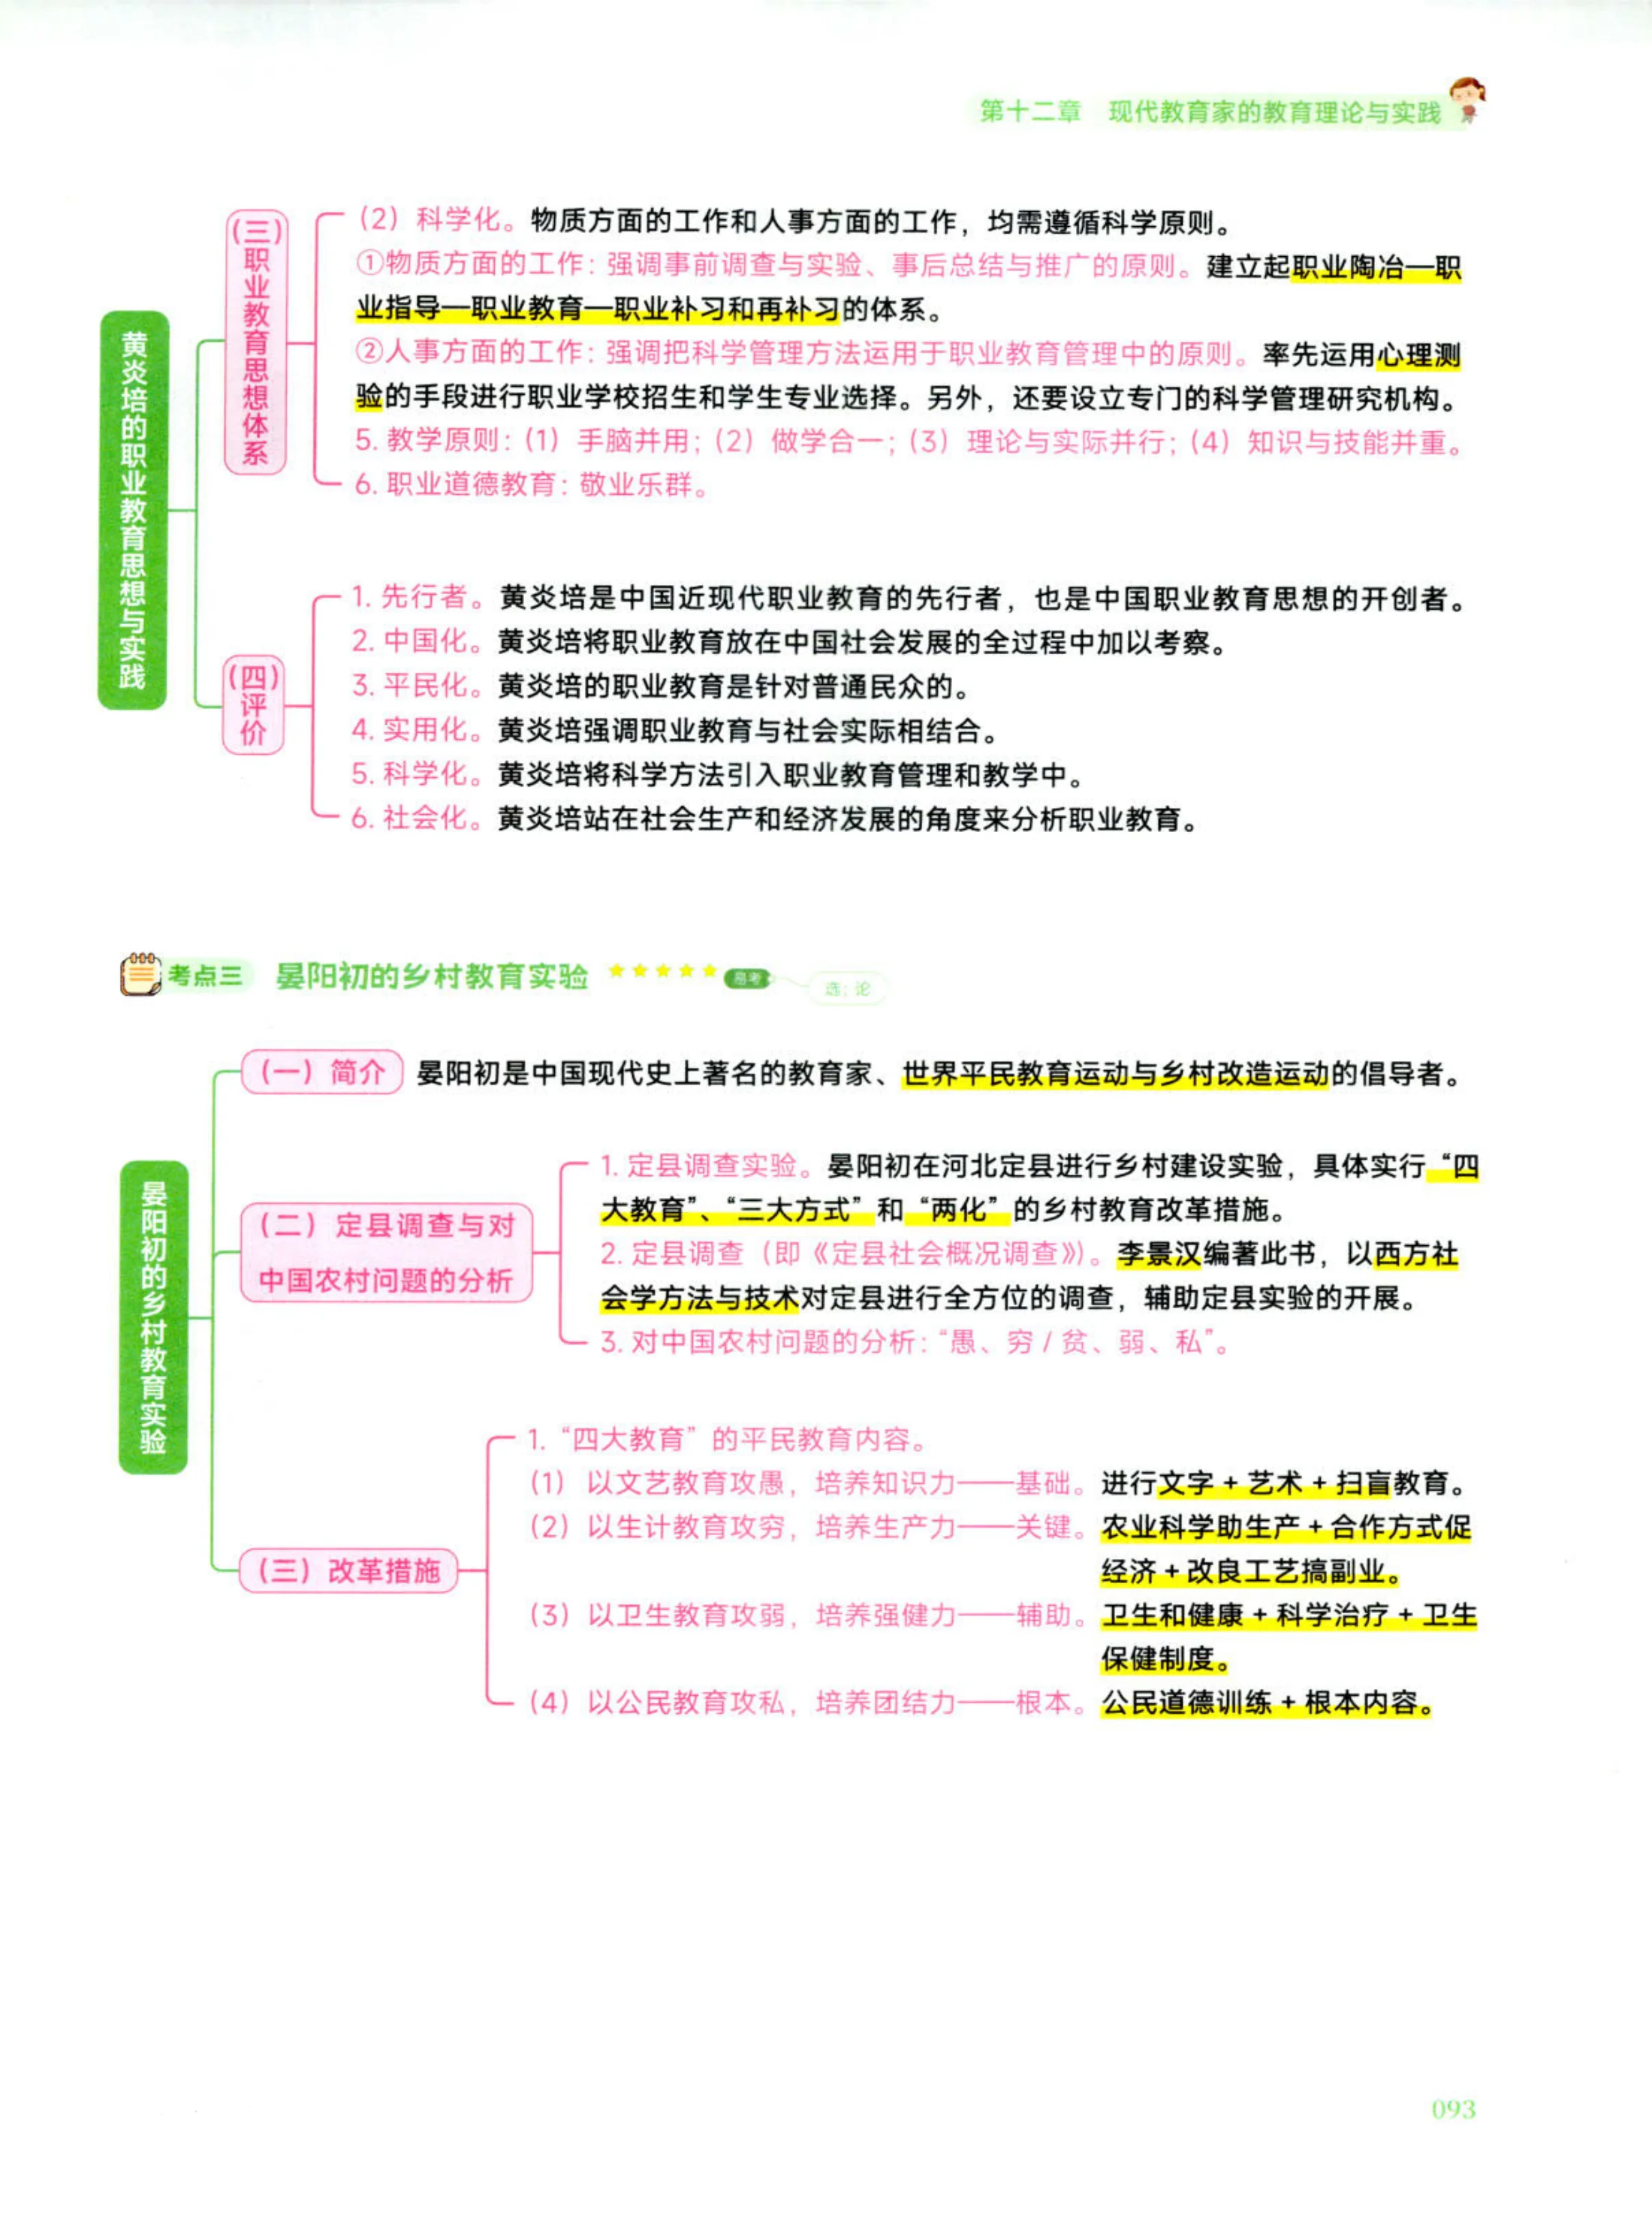 第十二章 现代教育家的教育理论与实践
黄炎培的职业教育思想与实践
(三)职业教育思想体系
(2) 科学化。物质方面的工作和人事方面的工作，均需遵循科学原则。
①物质方面的工作：强调事前调查与实验、事后总结与推广的原则。建立起职业陶冶—职
业指导—职业教育—职业补习和再补习的体系。
②人事方面的工作：强调把科学管理方法运用于职业教育管理中的原则。率先运用心理测
验的手段进行职业学校招生和学生专业选择。另外，还要设立专门的科学管理研究机构。
5. 教学原则：(1) 手脑并用；(2) 做学合一；(3) 理论与实际并行；(4) 知识与技能并重。
6. 职业道德教育：敬业乐群。
(四)评价
1. 先行者。黄炎培是中国近现代职业教育的先行者，也是中国职业教育思想的开创者。
2. 中国化。黄炎培将职业教育放在中国社会发展的全过程中加以考察。
3. 平民化。黄炎培的职业教育是针对普通民众的。
4. 实用化。黄炎培强调职业教育与社会实际相结合。
5. 科学化。黄炎培将科学方法引入职业教育管理和教学中。
6. 社会化。黄炎培站在社会生产和经济发展的角度来分析职业教育。
考点三 晏阳初的乡村教育实验 ★★★★★ 易考 选；论
晏阳初的乡村教育实验
(一) 简介 晏阳初是中国现代史上著名的教育家、世界平民教育运动与乡村改造运动的倡导者。
(二) 定县调查与对
中国农村问题的分析
1. 定县调查实验。晏阳初在河北定县进行乡村建设实验，具体实行“四
大教育”、“三大方式”和“两化”的乡村教育改革措施。
2. 定县调查（即《定县社会概况调查》）。李景汉编著此书，以西方社
会学方法与技术对定县进行全方位的调查，辅助定县实验的开展。
3. 对中国农村问题的分析：“愚、穷 / 贫、弱、私”。
(三) 改革措施
1. “四大教育”的平民教育内容。
(1) 以文艺教育攻愚，培养知识力——基础。进行文字 + 艺术 + 扫盲教育。
(2) 以生计教育攻穷，培养生产力——关键。农业科学助生产 + 合作方式促
经济 + 改良工艺搞副业。
(3) 以卫生教育攻弱，培养强健力——辅助。卫生和健康 + 科学治疗 + 卫生
保健制度。
(4) 以公民教育攻私，培养团结力——根本。公民道德训练 + 根本内容。
093